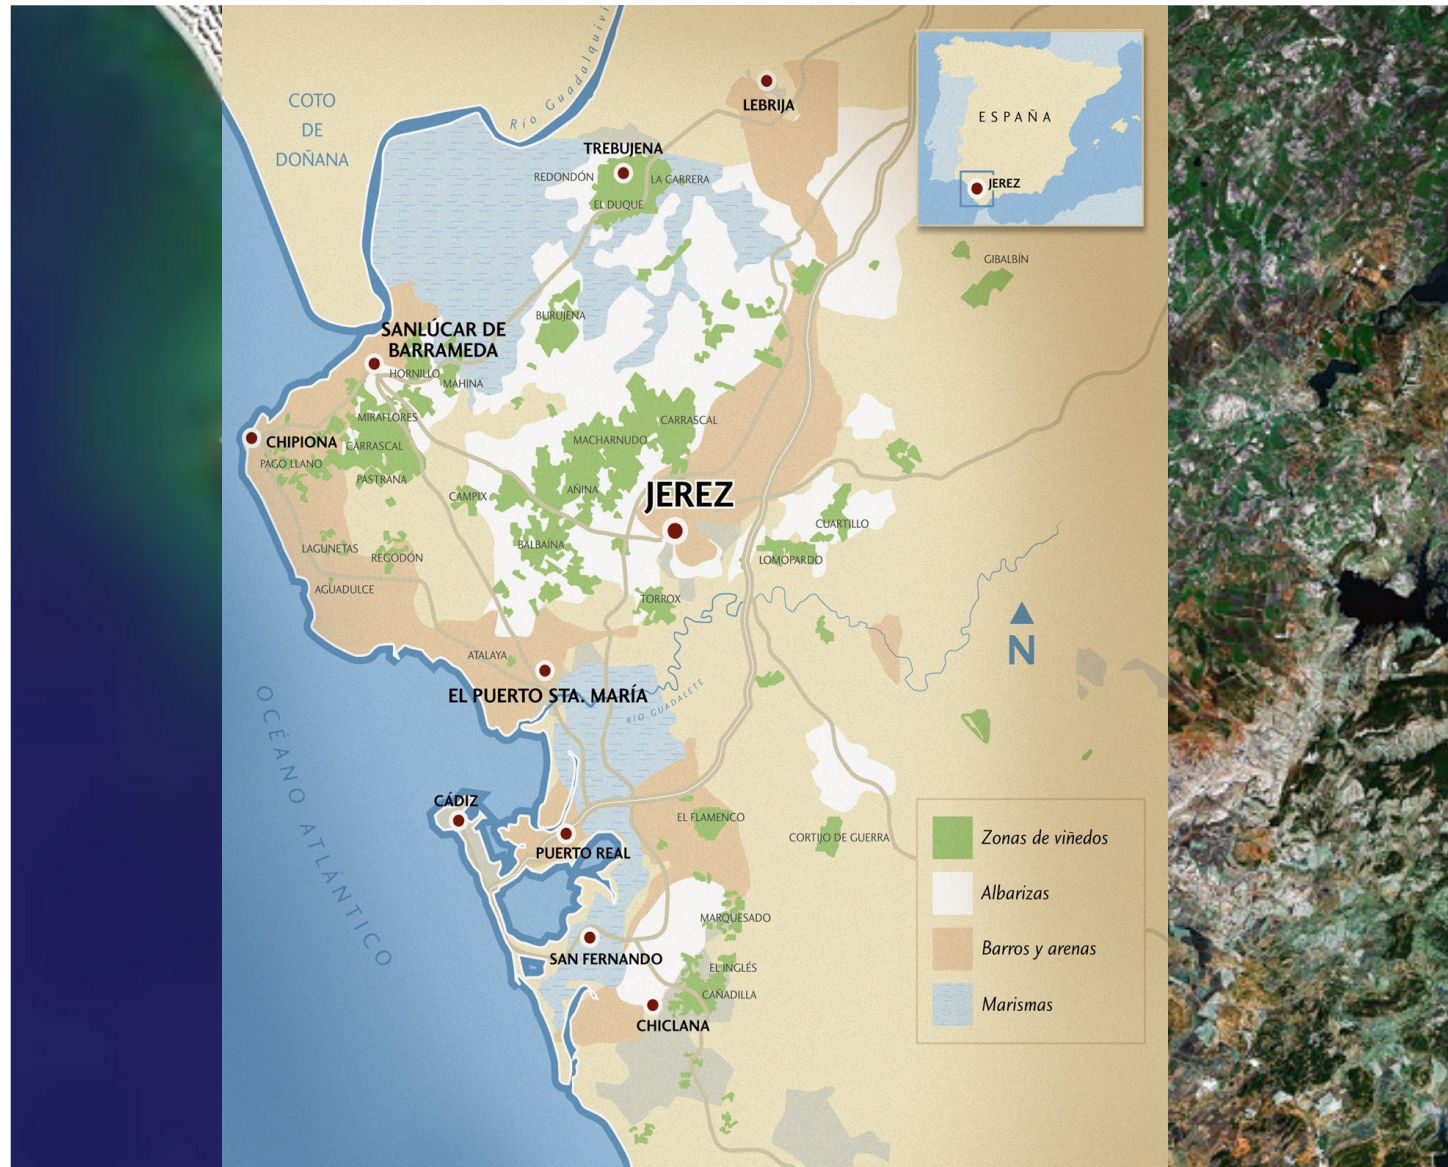 COTO
DE
DOÑANA
Río Guadalquivi
LEBRIJA
ESPAÑA
JEREZ
TREBUJENA
REDONDÓN
LA CARRERA
EL DUQUE
GIBALBÍN
BURUJENA
SANLÚCAR DE
BARRAMEDA
HORNILLO
MAHINA
MIRAFLORES
CARRASCAL
CHIPIONA
CARRASCAL
MACHARNUDO
PAGO LLANO
PASTRANA
CAMPIX
AÑINA
JEREZ
CUARTILLO
BALBAÍNA
LAGUNETAS
REGODÓN
LOMOPARDO
AGUADULCE
TORROX
N
ATALAYA
EL PUERTO STA. MARÍA
RÍO GUADALETE
OCÉANO ATLÁNTICO
CÁDIZ
EL FLAMENCO
CORTIJO DE GUERRA
PUERTO REAL
Zonas de viñedos
Albarizas
Barros y arenas
Marismas
MARQUESADO
SAN FERNANDO
EL INGLÉS
CAÑADILLA
CHICLANA